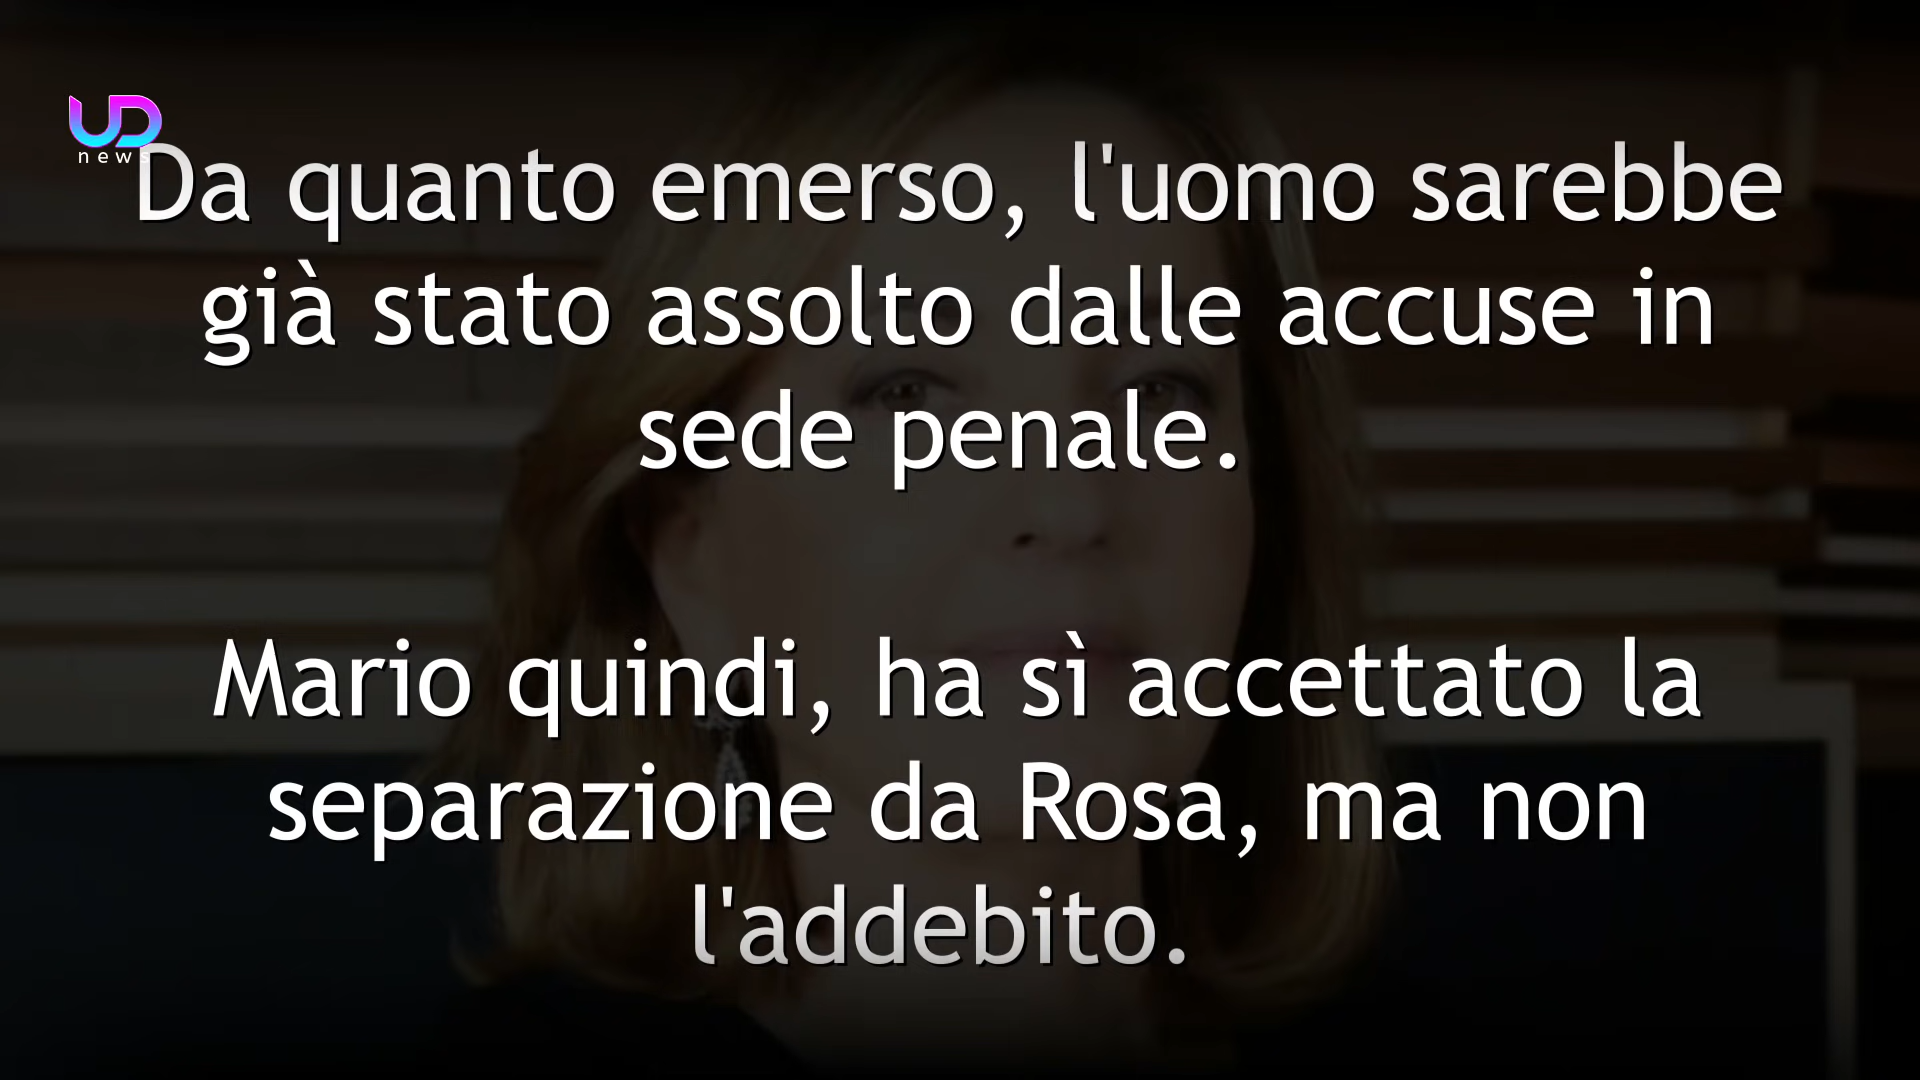 UD
news
Da quanto emerso, l'uomo sarebbe
già stato assolto dalle accuse in
sede penale.
Mario quindi, ha sì accettato la
separazione da Rosa, ma non
l'addebito.